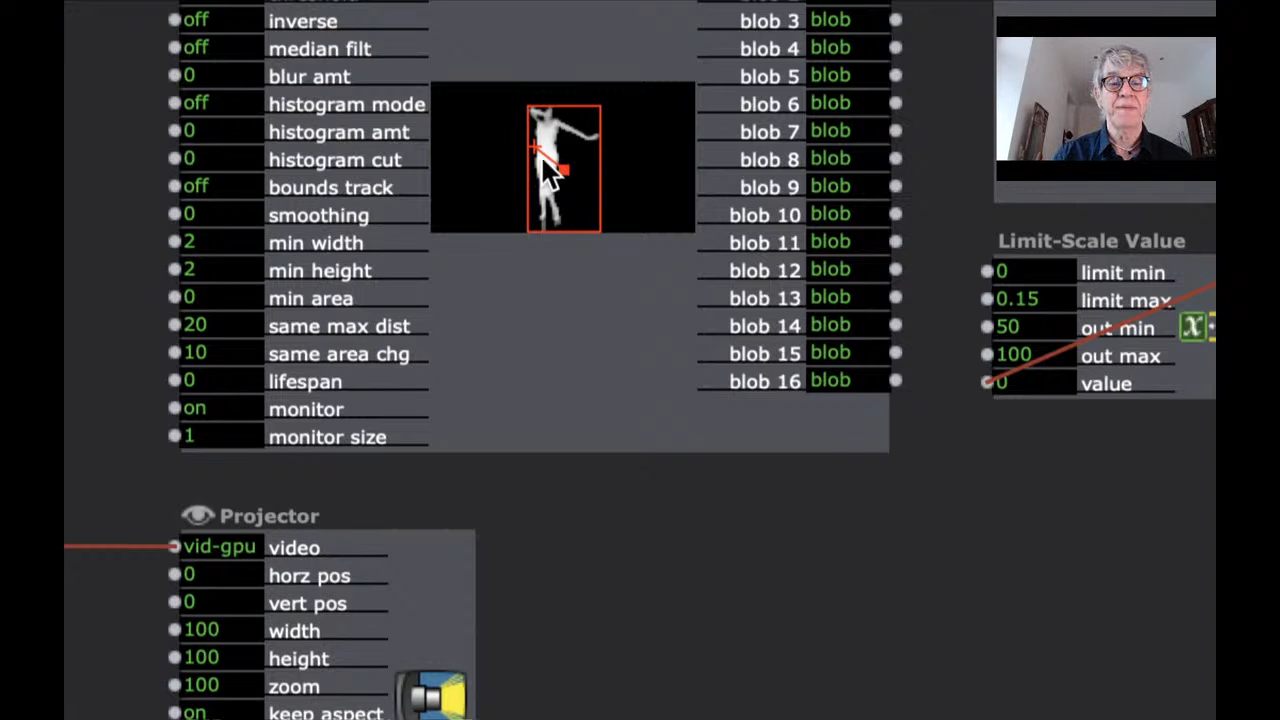 off inverse
off median filt
0 blur amt
off histogram mode
0 histogram amt
0 histogram cut
off bounds track
0 smoothing
2 min width
2 min height
0 min area
20 same max dist
10 same area chg
0 lifespan
on monitor
1 monitor size
blob 3 blob
blob 4 blob
blob 5 blob
blob 6 blob
blob 7 blob
blob 8 blob
blob 9 blob
blob 10 blob
blob 11 blob
blob 12 blob
blob 13 blob
blob 14 blob
blob 15 blob
blob 16 blob
Limit-Scale Value
0 limit min
0.15 limit max
50 out min
100 out max
0 value
X
Projector
vid-gpu video
0 horz pos
0 vert pos
100 width
100 height
100 zoom
on keep aspect